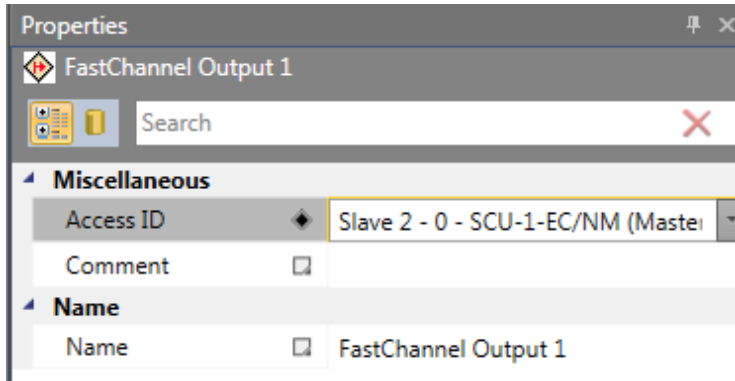 Properties
FastChannel Output 1
Search
Miscellaneous
Access ID Slave 2 - 0 - SCU-1-EC/NM (Master
Comment
Name
Name FastChannel Output 1